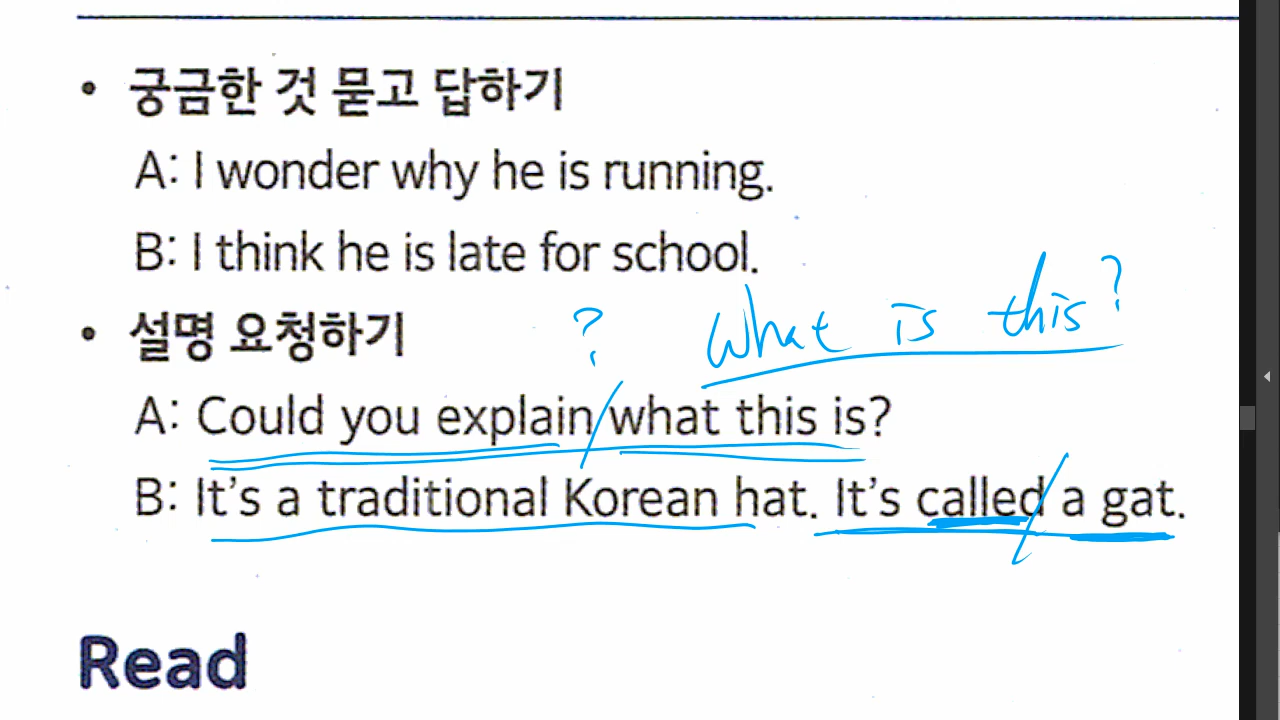 • 궁금한 것 묻고 답하기
A: I wonder why he is running.
B: I think he is late for school.
• 설명 요청하기
? What is this?
A: Could you explain / what this is?
B: It's a traditional Korean hat. It's called / a gat.
Read